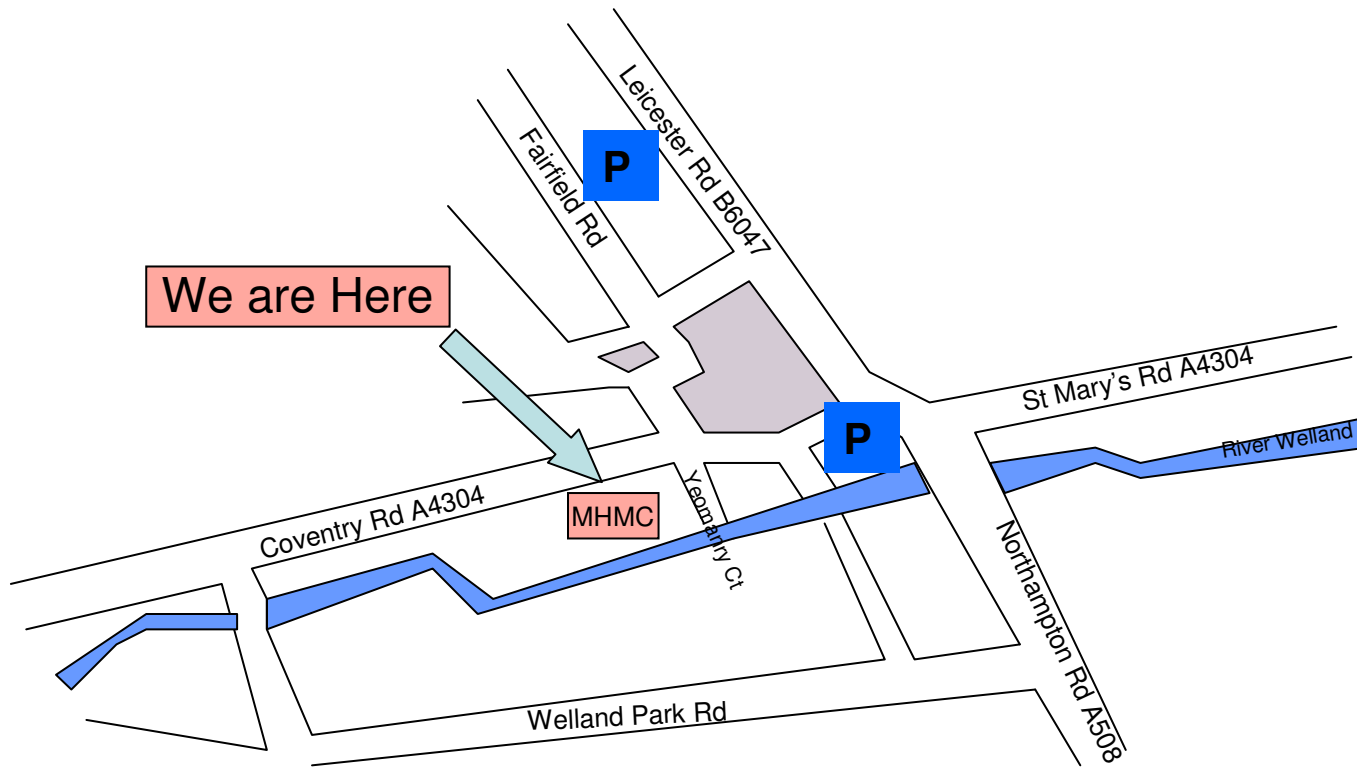 Leicester Rd B6047
P
Fairfield Rd
We are Here
St Mary's Rd A4304
P
River Welland
Yeomanry Ct
Coventry Rd A4304
MHMC
Northampton Rd A508
Welland Park Rd